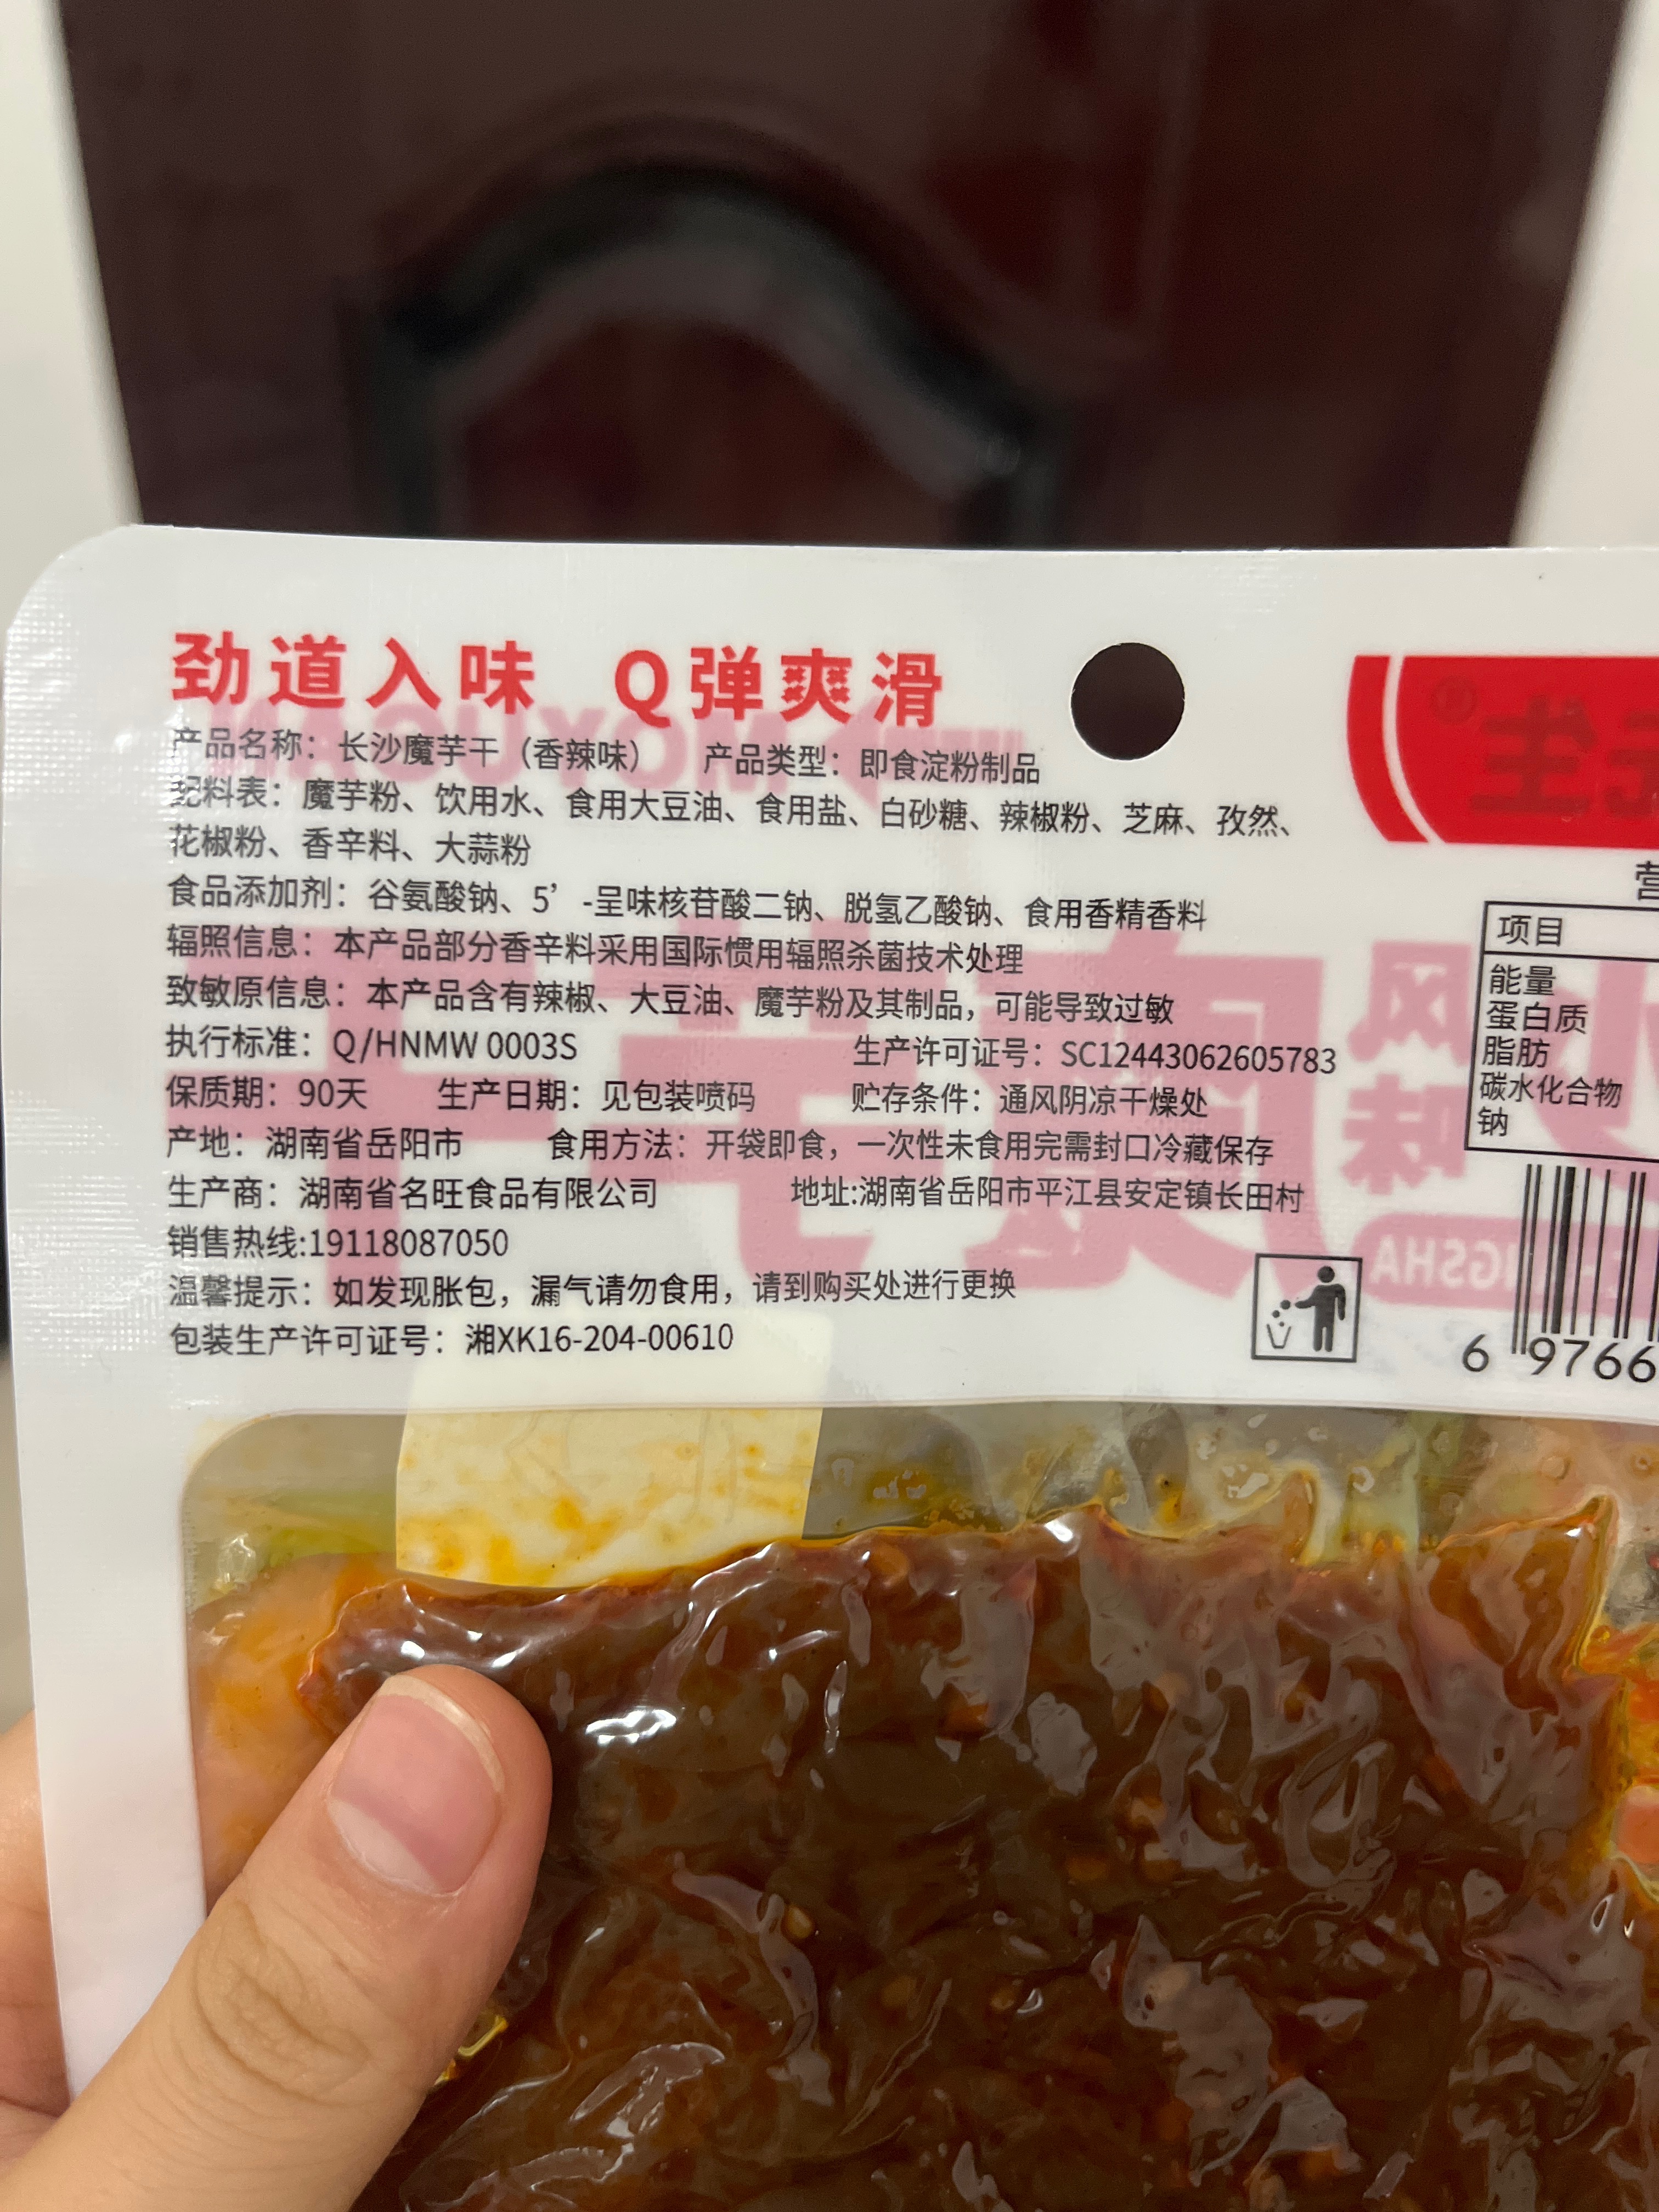 劲道入味 Q弹爽滑
产品名称：长沙魔芋干（香辣味） 产品类型：即食淀粉制品
配料表：魔芋粉、饮用水、食用大豆油、食用盐、白砂糖、辣椒粉、芝麻、孜然、
花椒粉、香辛料、大蒜粉
食品添加剂：谷氨酸钠、5’-呈味核苷酸二钠、脱氢乙酸钠、食用香精香料
辐照信息：本产品部分香辛料采用国际惯用辐照杀菌技术处理
致敏原信息：本产品含有辣椒、大豆油、魔芋粉及其制品，可能导致过敏
执行标准：Q/HNMW 0003S 生产许可证号：SC12443062605783
保质期：90天 生产日期：见包装喷码 贮存条件：通风阴凉干燥处
产地：湖南省岳阳市 食用方法：开袋即食，一次性未食用完需封口冷藏保存
生产商：湖南省名旺食品有限公司 地址:湖南省岳阳市平江县安定镇长田村
销售热线:19118087050
温馨提示：如发现胀包，漏气请勿食用，请到购买处进行更换
包装生产许可证号：湘XK16-204-00610
营
项目
能量
蛋白质
脂肪
碳水化合物
钠
6 9766